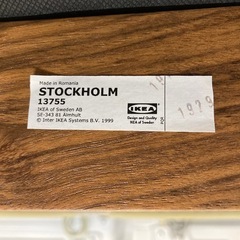 Made in Romania
STOCKHOLM
13755
IKEA of Sweden AB
SE-343 81 Älmhult
© Inter IKEA Systems B.V. 1999
IKEA
Design and Quality
IKEA of Sweden